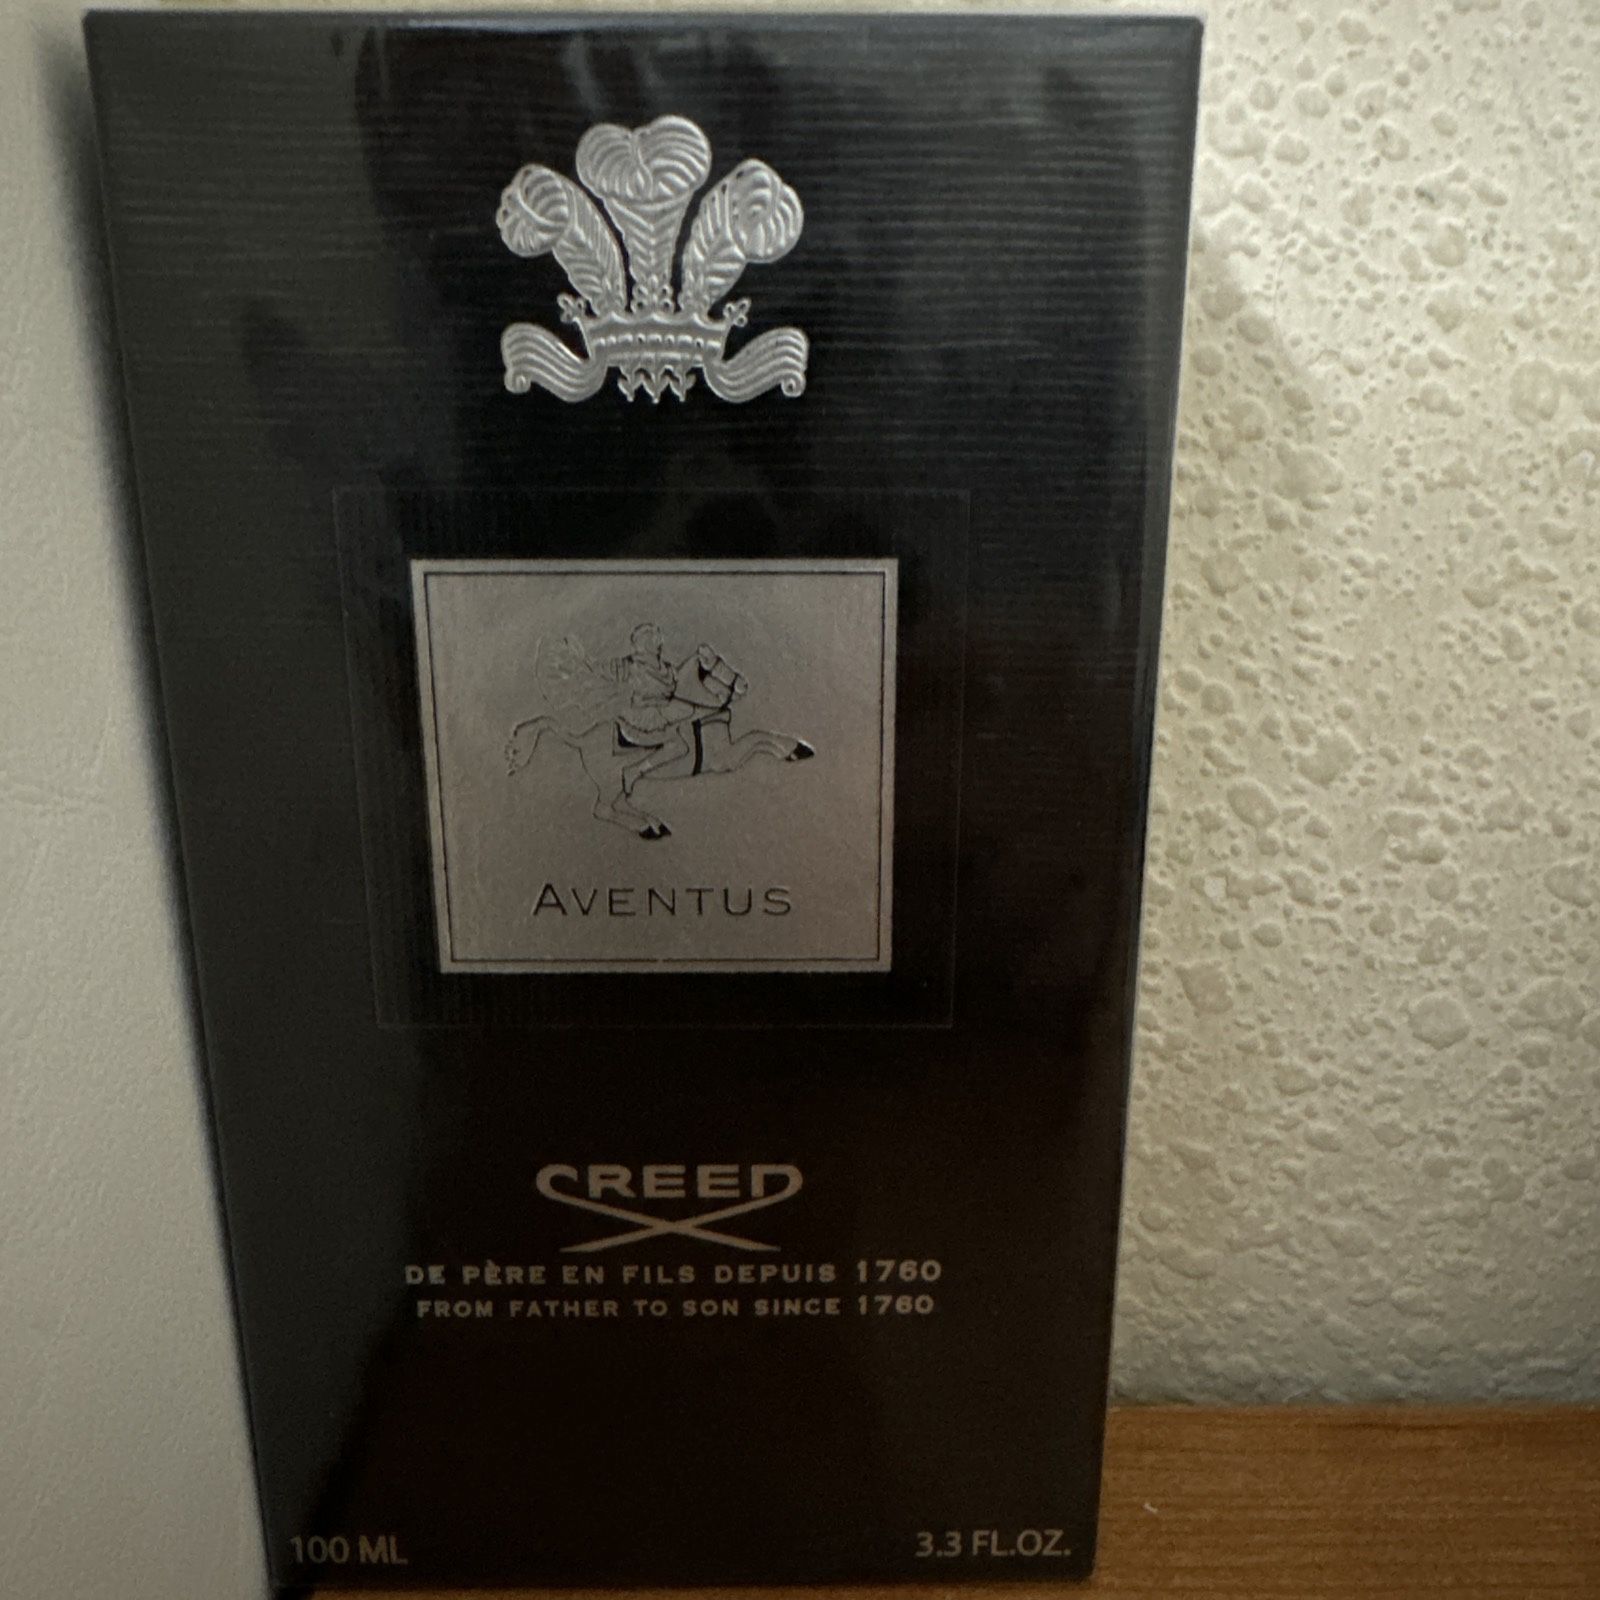 AVENTUS
CREED
DE PÈRE EN FILS DEPUIS 1760
FROM FATHER TO SON SINCE 1760
100 ML
3.3 FL.OZ.